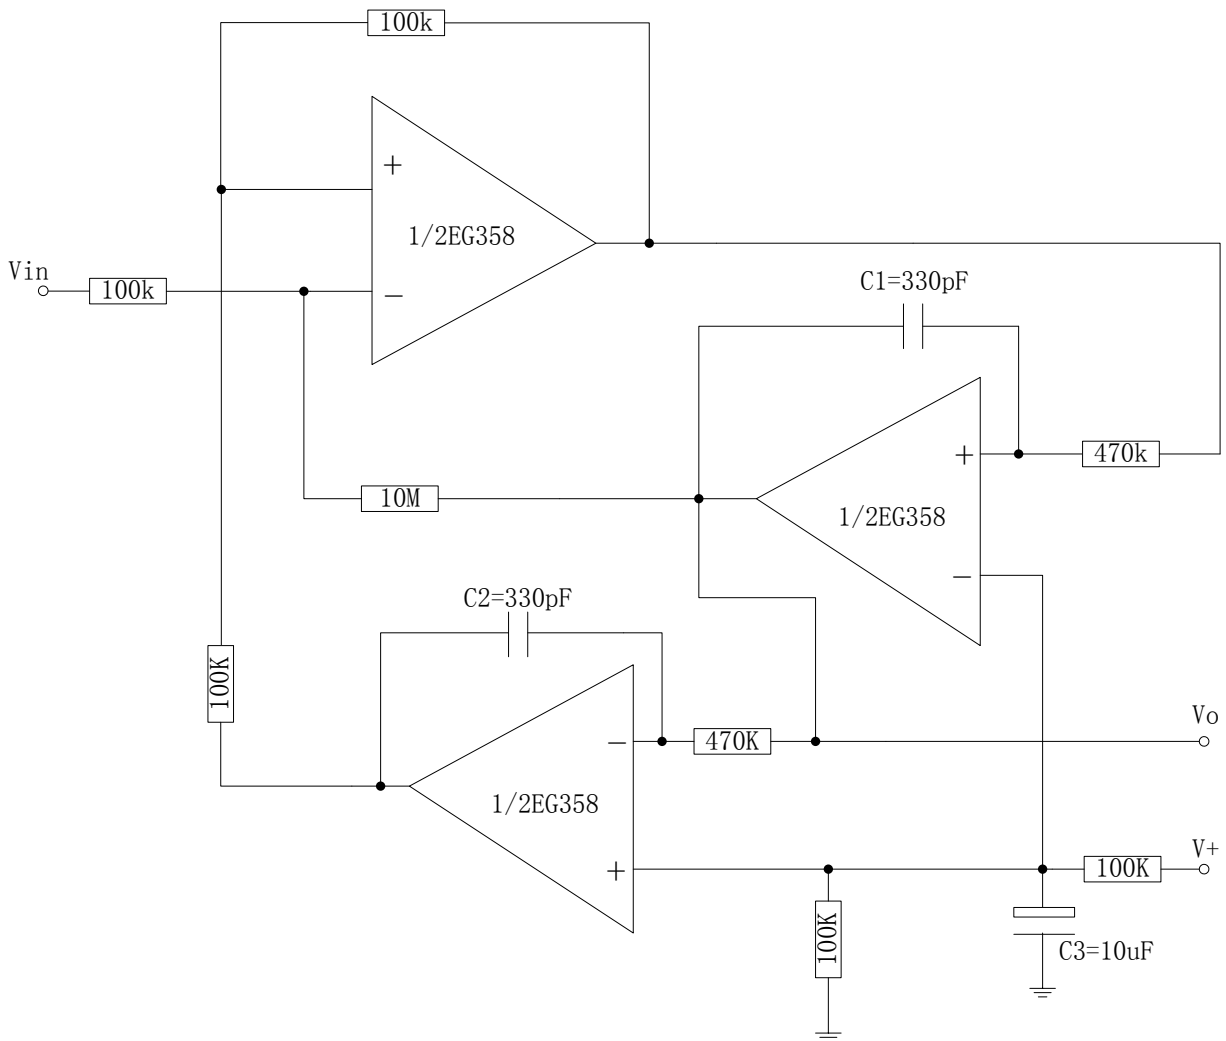 100k
+
1/2EG358
Vin
100k
−
C1=330pF
+
470k
10M
1/2EG358
−
C2=330pF
100K
−
470K
Vo
1/2EG358
V+
+
100K
100K
C3=10uF